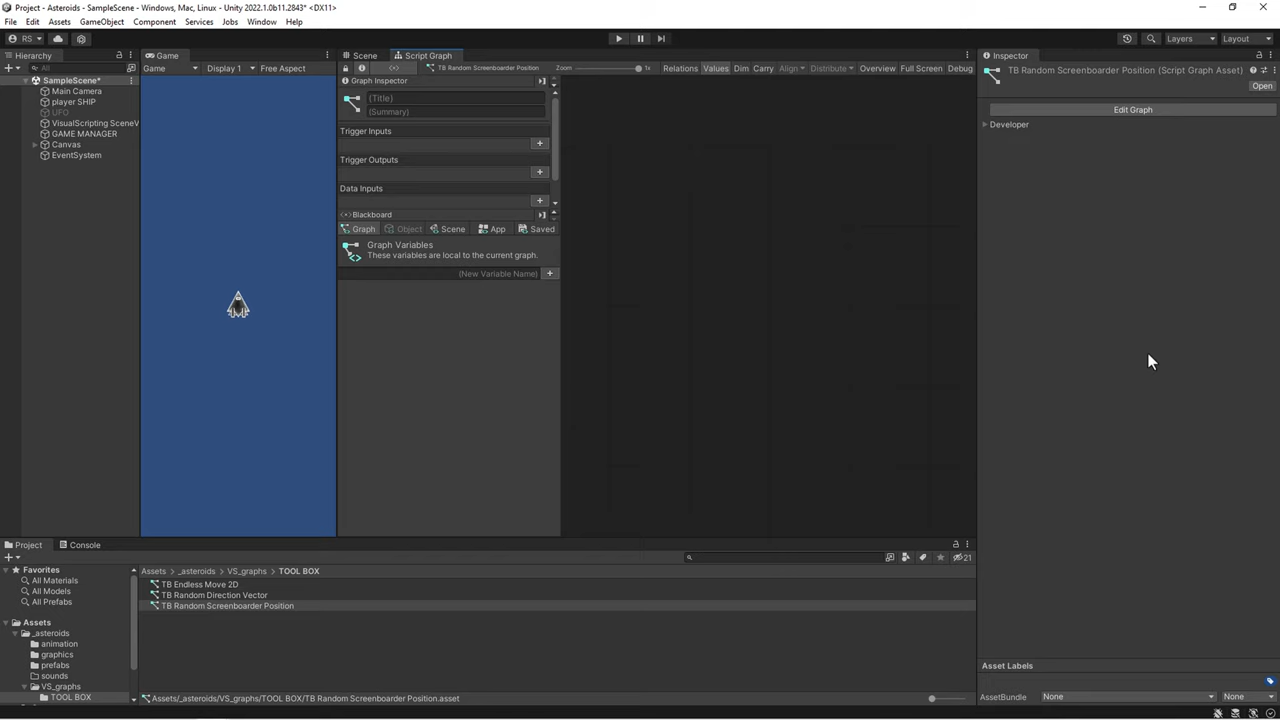 Project - Asteroids - SampleScene - Windows, Mac, Linux - Unity 2022.1.0b11.2843* <DX11>
File Edit Assets GameObject Component Services Jobs Window Help
RS Layers Layout
Hierarchy
All
SampleScene*
Main Camera
player SHIP
UFO
VisualScripting SceneV
GAME MANAGER
Canvas
EventSystem
Game
Game Display 1 Free Aspect
Scene Script Graph
TB Random Screenboarder Position Zoom 1x Relations Values Dim Carry Align Distribute Overview Full Screen Debug
Graph Inspector
(Title)
(Summary)
Trigger Inputs
Trigger Outputs
Data Inputs
Blackboard
Graph Object Scene App Saved
Graph Variables
These variables are local to the current graph.
(New Variable Name)
Inspector
TB Random Screenboarder Position (Script Graph Asset)
Open
Edit Graph
Developer
Project Console
21
Favorites
All Materials
All Models
All Prefabs
Assets
_asteroids
animation
graphics
prefabs
sounds
VS_graphs
TOOL BOX
Assets > _asteroids > VS_graphs > TOOL BOX
TB Endless Move 2D
TB Random Direction Vector
TB Random Screenboarder Position
Assets/_asteroids/VS_graphs/TOOL BOX/TB Random Screenboarder Position.asset
Asset Labels
AssetBundle None None